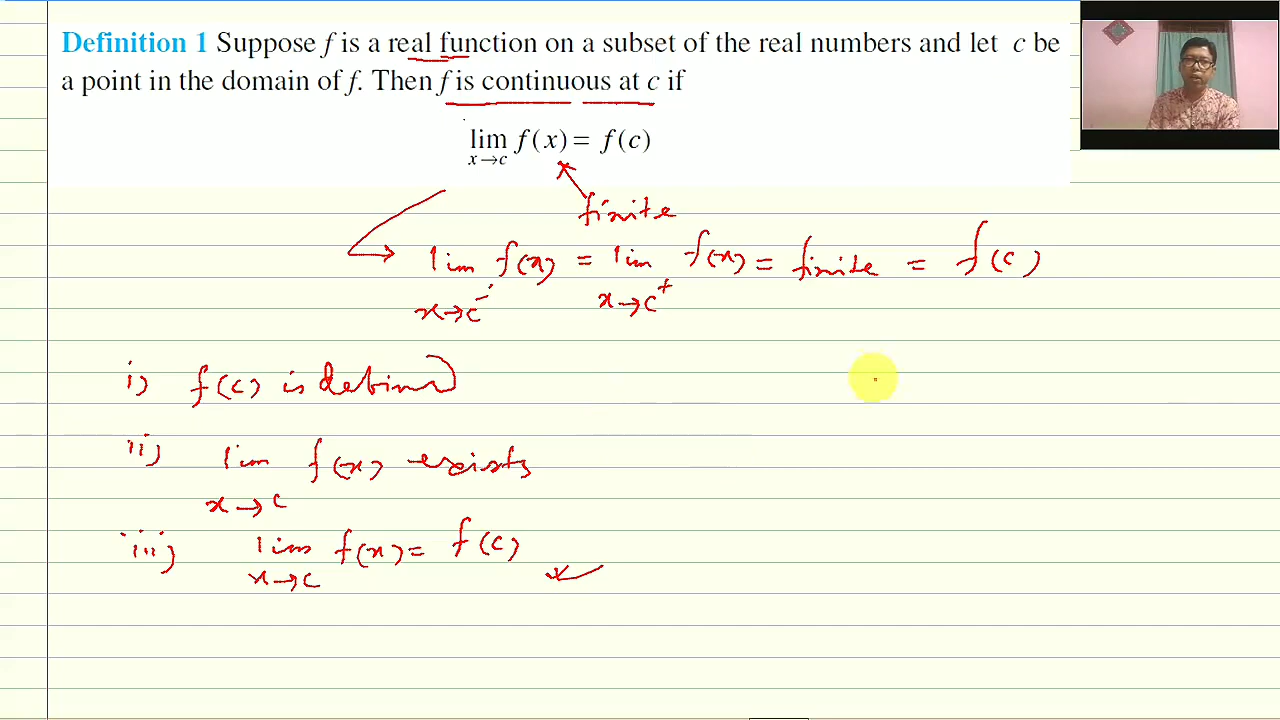 Definition 1 Suppose f is a real function on a subset of the real numbers and let c be
a point in the domain of f. Then f is continuous at c if
lim x→c f(x) = f(c)
finite
lim x→c⁻ f(x) = lim x→c⁺ f(x) = finite = f(c)
i) f(c) is defined
ii) lim x→c f(x) exists
iii) lim x→c f(x) = f(c)